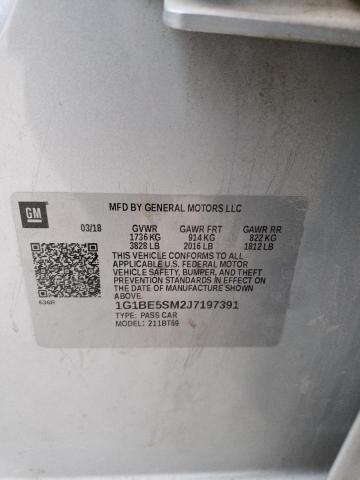 GM
MFD BY GENERAL MOTORS LLC
03/18 GVWR GAWR FRT GAWR RR
1736 KG 914 KG 822 KG
3828 LB 2016 LB 1812 LB
THIS VEHICLE CONFORMS TO ALL
APPLICABLE U.S. FEDERAL MOTOR
VEHICLE SAFETY, BUMPER, AND THEFT
PREVENTION STANDARDS IN EFFECT ON
THE DATE OF MANUFACTURE SHOWN
ABOVE.
636R 1G1BE5SM2J7197391
TYPE: PASS CAR
MODEL: 211BT69